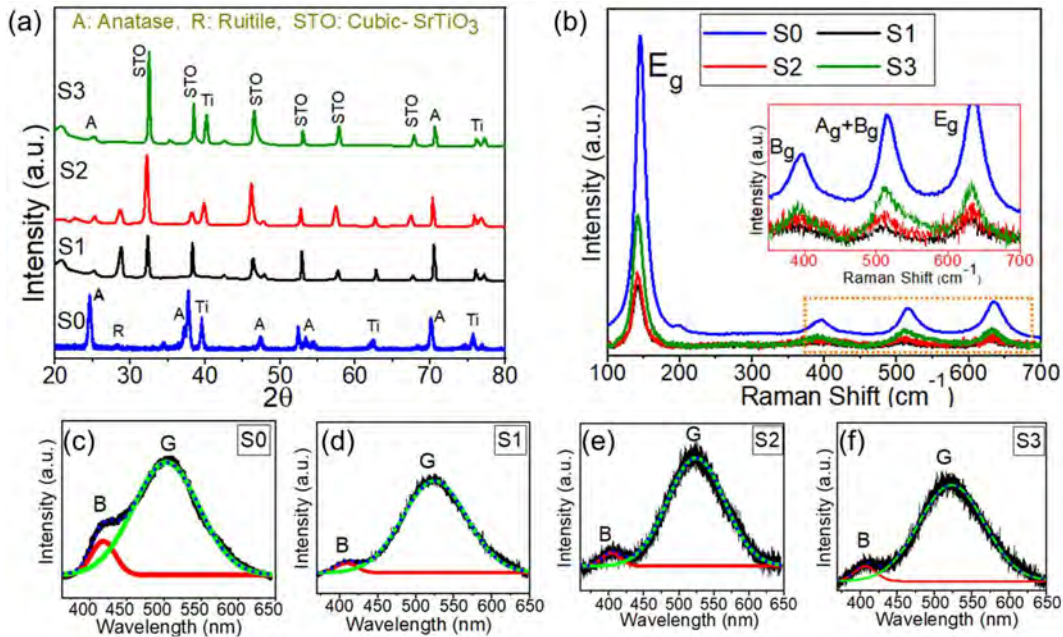 (a) A: Anatase, R: Ruitile, STO: Cubic- SrTiO3
S3 A STO STO Ti STO STO STO STO A Ti
S2
S1
S0 A R A Ti A A Ti A Ti
Intensity (a.u.)
20 30 40 50 60 70 80
2θ
(b) S0 S1
S2 S3
Eg
Bg Ag+Bg Eg
Intensity (a.u.)
400 500 600 700
Raman Shift (cm-1)
Intensity (a.u.)
100 200 300 400 500 600 700
Raman Shift (cm-1)
(c) S0
B G
Intensity (a.u.)
400 450 500 550 600 650
Wavelength (nm)
(d) S1
B G
Intensity (a.u.)
400 450 500 550 600 650
Wavelength (nm)
(e) S2
B G
Intensity (a.u.)
400 450 500 550 600 650
Wavelength (nm)
(f) S3
B G
Intensity (a.u.)
400 450 500 550 600 650
Wavelength (nm)